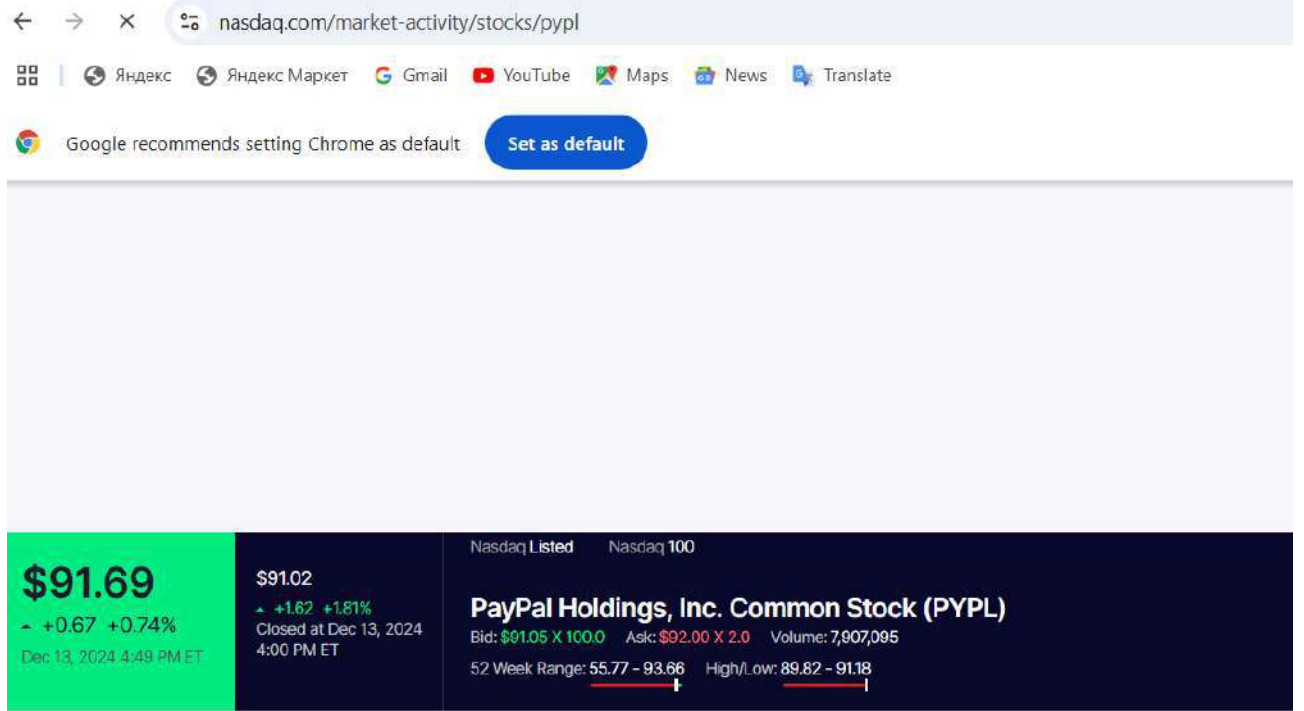 nasdaq.com/market-activity/stocks/pypl
Яндекс Яндекс Маркет Gmail YouTube Maps News Translate
Google recommends setting Chrome as default Set as default
$91.69
+0.67 +0.74%
Dec 13, 2024 4:49 PM ET
$91.02
+1.62 +1.81%
Closed at Dec 13, 2024
4:00 PM ET
Nasdaq Listed Nasdaq 100
PayPal Holdings, Inc. Common Stock (PYPL)
Bid: $91.05 X 100.0 Ask: $92.00 X 2.0 Volume: 7,907,095
52 Week Range: 55.77 - 93.66 High/Low: 89.82 - 91.18